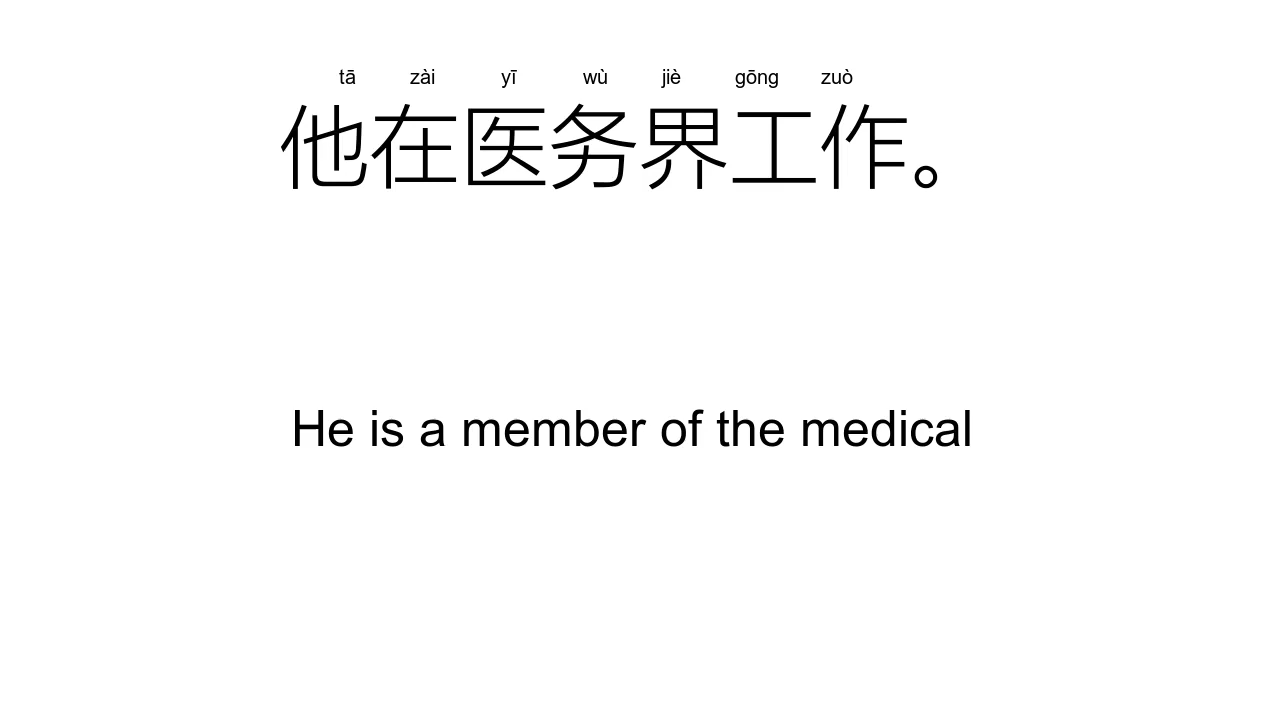 tā zài yī wù jiè gōng zuò
他在医务界工作。
He is a member of the medical